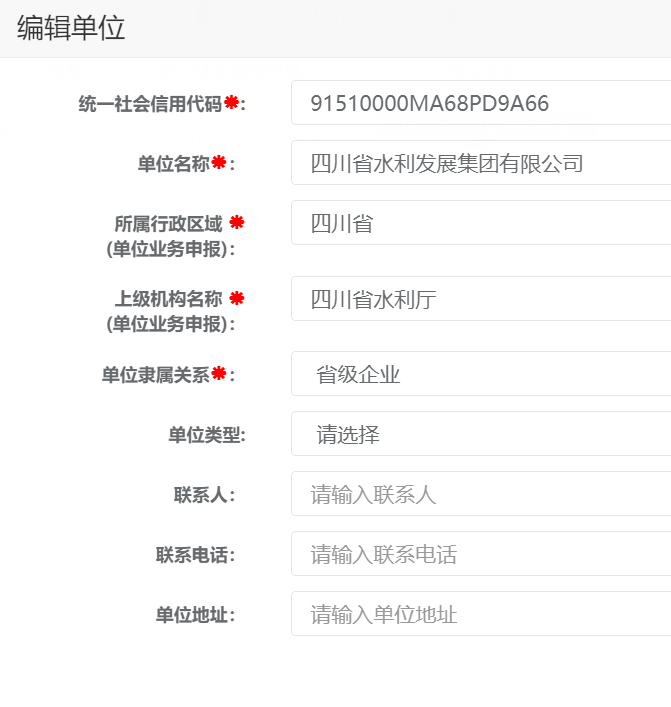 编辑单位
统一社会信用代码*: 91510000MA68PD9A66
单位名称*: 四川省水利发展集团有限公司
所属行政区域 * 四川省
(单位业务申报):
上级机构名称 * 四川省水利厅
(单位业务申报):
单位隶属关系*: 省级企业
单位类型: 请选择
联系人: 请输入联系人
联系电话: 请输入联系电话
单位地址: 请输入单位地址